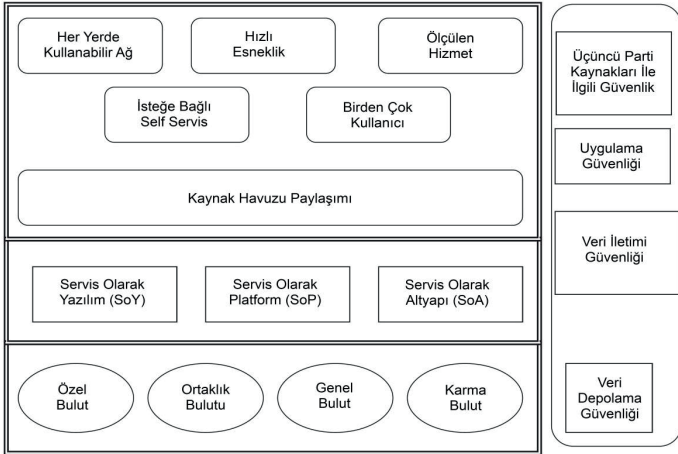 Her Yerde
Kullanabilir Ağ
Hızlı
Esneklik
Ölçülen
Hizmet
İsteğe Bağlı
Self Servis
Birden Çok
Kullanıcı
Kaynak Havuzu Paylaşımı
Servis Olarak
Yazılım (SoY)
Servis Olarak
Platform (SoP)
Servis Olarak
Altyapı (SoA)
Özel
Bulut
Ortaklık
Bulutu
Genel
Bulut
Karma
Bulut
Üçüncü Parti
Kaynakları İle
İlgili Güvenlik
Uygulama
Güvenliği
Veri İletimi
Güvenliği
Veri
Depolama
Güvenliği